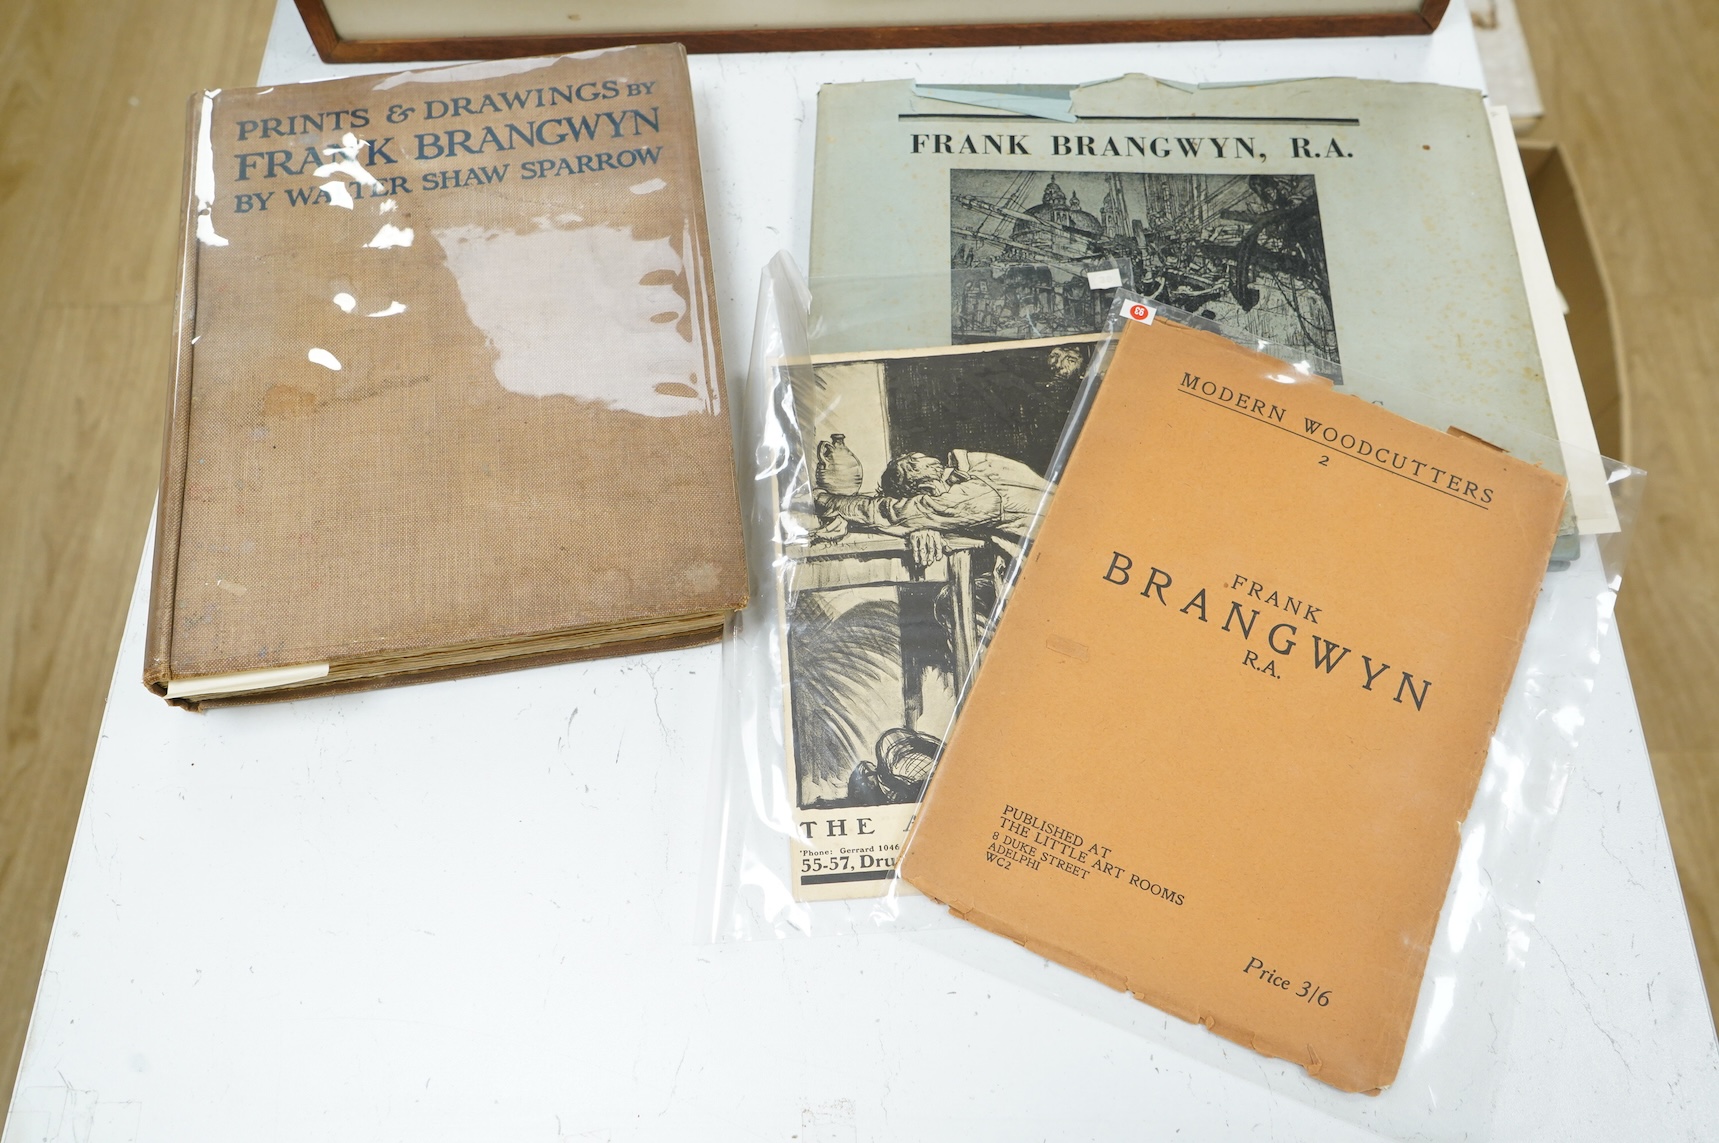 PRINTS & DRAWINGS BY
FRANK BRANGWYN
BY WALTER SHAW SPARROW
FRANK BRANGWYN, R.A.
93
MODERN WOODCUTTERS
2
FRANK
BRANGWYN
R.A.
PUBLISHED AT
THE LITTLE ART ROOMS
8 DUKE STREET
ADELPHI
WC2
Price 3/6
THE
'Phone: Gerrard 1046
55-57, Dru